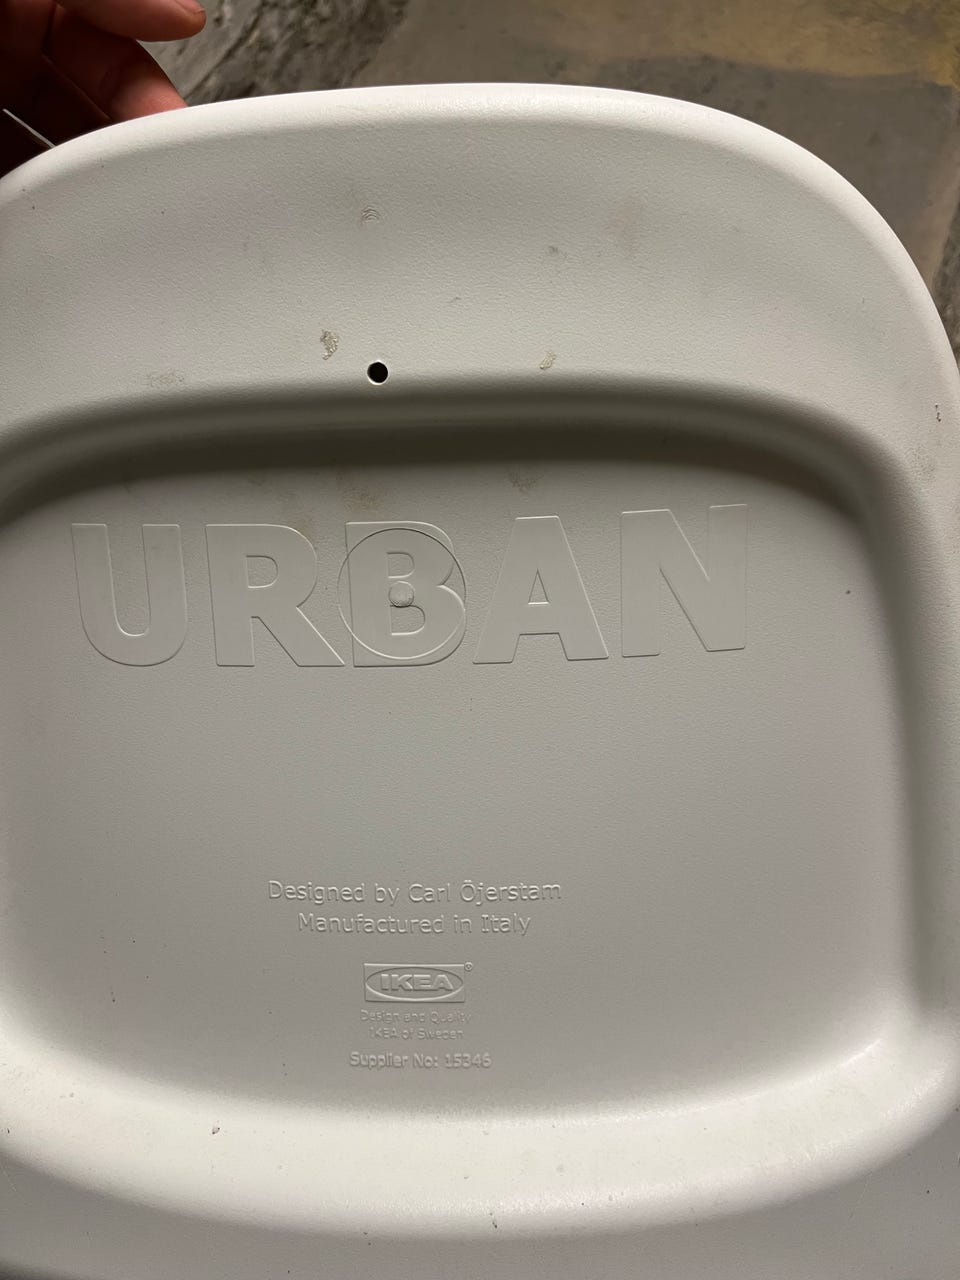 URBAN
Designed by Carl Öjerstam
Manufactured in Italy
IKEA®
Design and Quality
IKEA of Sweden
Supplier No: 15346